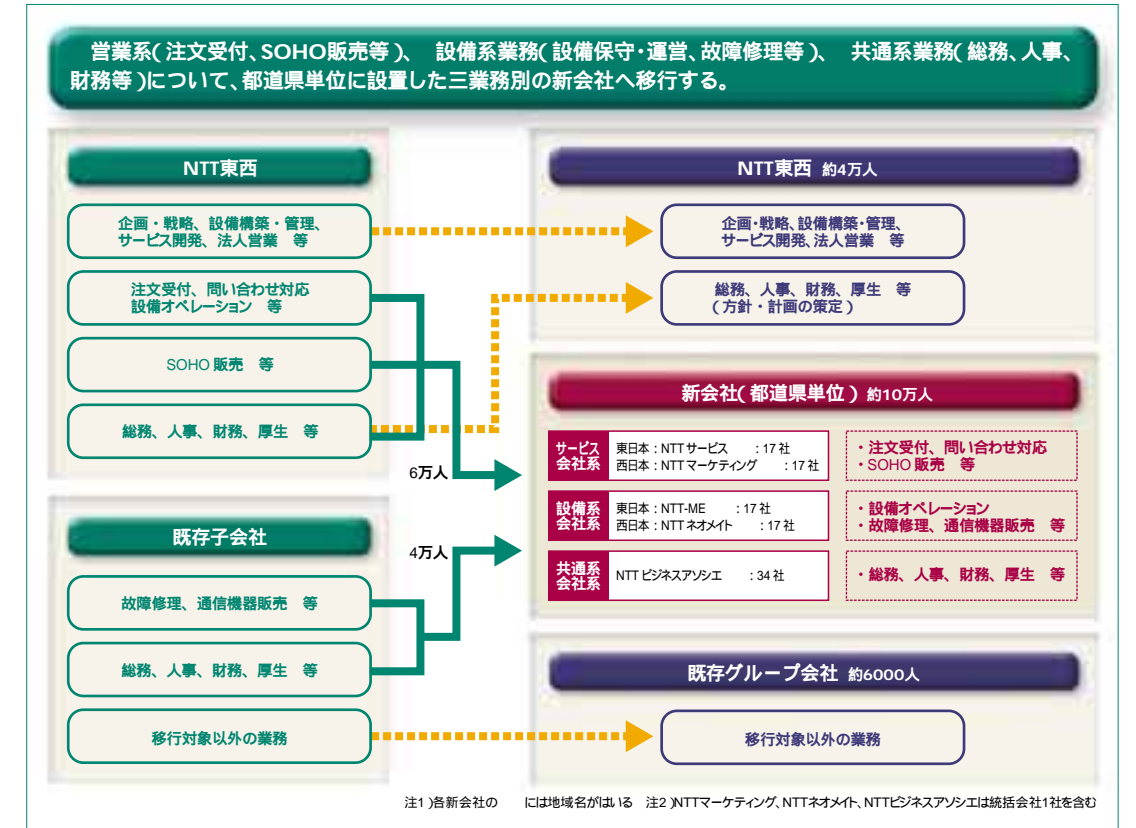 営業系(注文受付、SOHO販売等)、 設備系業務(設備保守・運営、故障修理等)、 共通系業務(総務、人事、
財務等)について、都道県単位に設置した三業務別の新会社へ移行する。
NTT東西
企画・戦略、設備構築・管理、
サービス開発、法人営業 等
注文受付、問い合わせ対応
設備オペレーション 等
SOHO 販売 等
総務、人事、財務、厚生 等
6万人
既存子会社
4万人
故障修理、通信機器販売 等
総務、人事、財務、厚生 等
移行対象以外の業務
NTT東西 約4万人
企画・戦略、設備構築・管理、
サービス開発、法人営業 等
総務、人事、財務、厚生 等
(方針・計画の策定)
新会社(都道県単位) 約10万人
サービス
会社系
東日本:NTTサービス :17社
西日本:NTTマーケティング :17社
・注文受付、問い合わせ対応
・SOHO 販売 等
設備系
会社系
東日本:NTT-ME :17社
西日本:NTTネオメイト :17社
・設備オペレーション
・故障修理、通信機器販売 等
共通系
会社系
NTTビジネスアソシエ :34社
・総務、人事、財務、厚生 等
既存グループ会社 約6000人
移行対象以外の業務
注1)各新会社の には地域名がはいる 注2)NTTマーケティング、NTTネオメイト、NTTビジネスアソシエは統括会社1社を含む